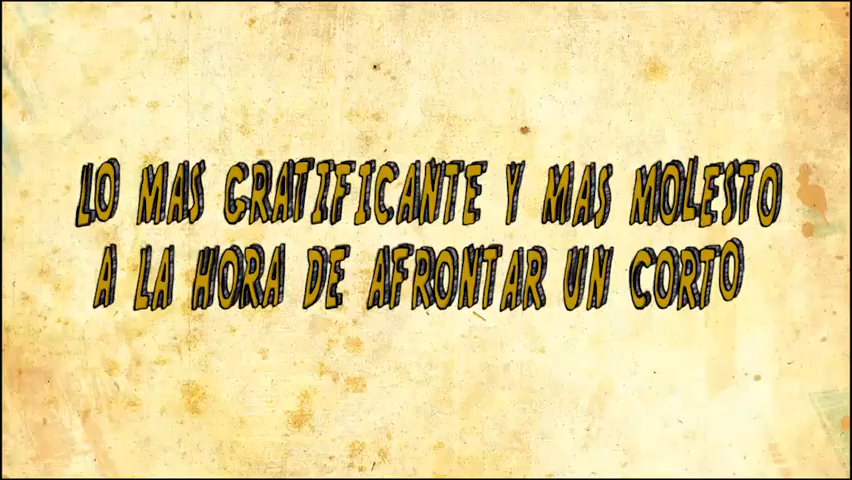 LO MAS GRATIFICANTE Y MAS MOLESTO
A LA HORA DE AFRONTAR UN CORTO